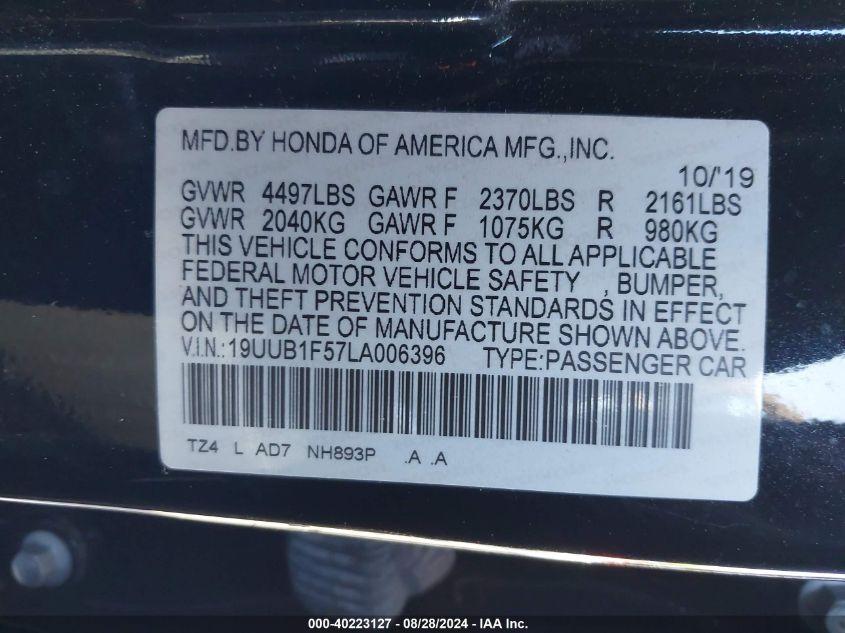 MFD.BY HONDA OF AMERICA MFG.,INC.
10/'19
GVWR 4497LBS GAWR F 2370LBS R 2161LBS
GVWR 2040KG GAWR F 1075KG R 980KG
THIS VEHICLE CONFORMS TO ALL APPLICABLE
FEDERAL MOTOR VEHICLE SAFETY , BUMPER,
AND THEFT PREVENTION STANDARDS IN EFFECT
ON THE DATE OF MANUFACTURE SHOWN ABOVE.
V.I.N.:19UUB1F57LA006396 TYPE:PASSENGER CAR
TZ4 L AD7 NH893P .A .A
000-40223127 - 08/28/2024 - IAA Inc.